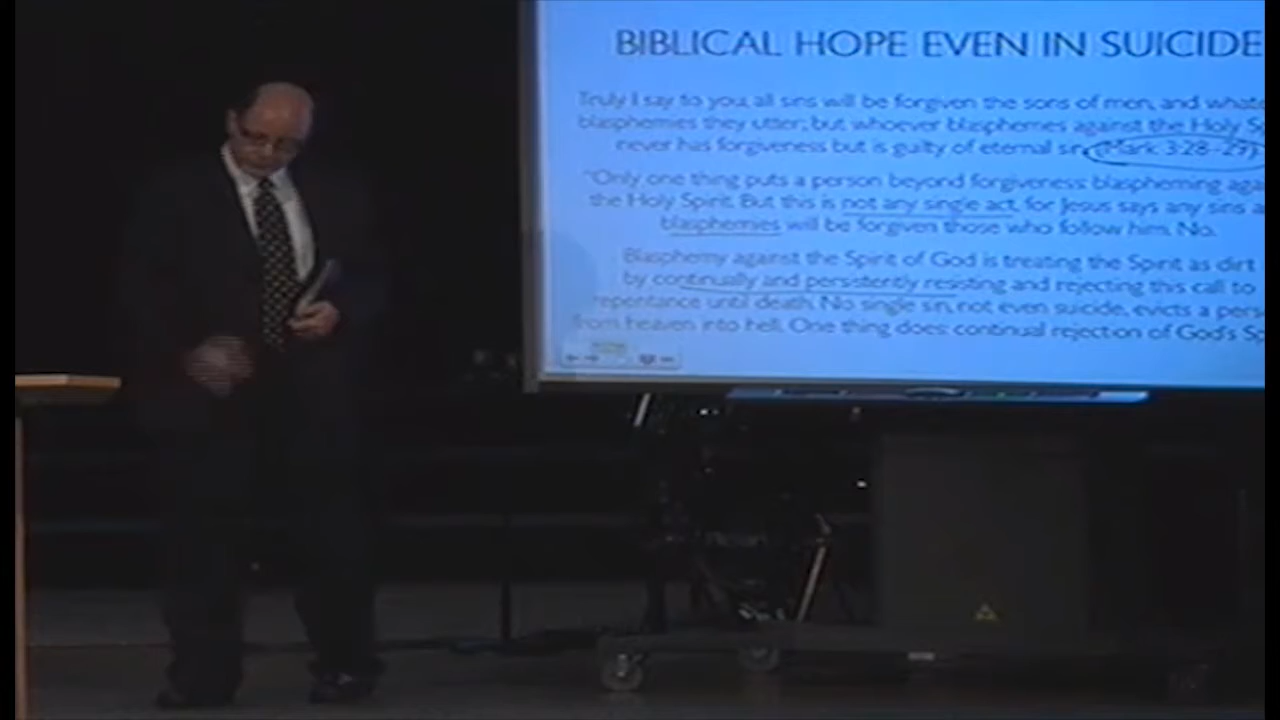 BIBLICAL HOPE EVEN IN SUICIDE
Truly I say to you, all sins will be forgiven the sons of men, and
blasphemies they utter; but whoever blasphemes against the Holy
never has forgiveness but is guilty of eternal sin (Mark 3:28-29)
"Only one thing puts a person beyond forgiveness: blaspheming
the Holy Spirit. But this is not any single act, for Jesus says any sins
blasphemies will be forgiven those who follow him. No.
Blasphemy against the Spirit of God is treating the Spirit as dirt
by continually and persistently resisting and rejecting this call to
repentance until death. No single sin, not even suicide, evicts a
from heaven into hell. One thing does: continual rejection of God's